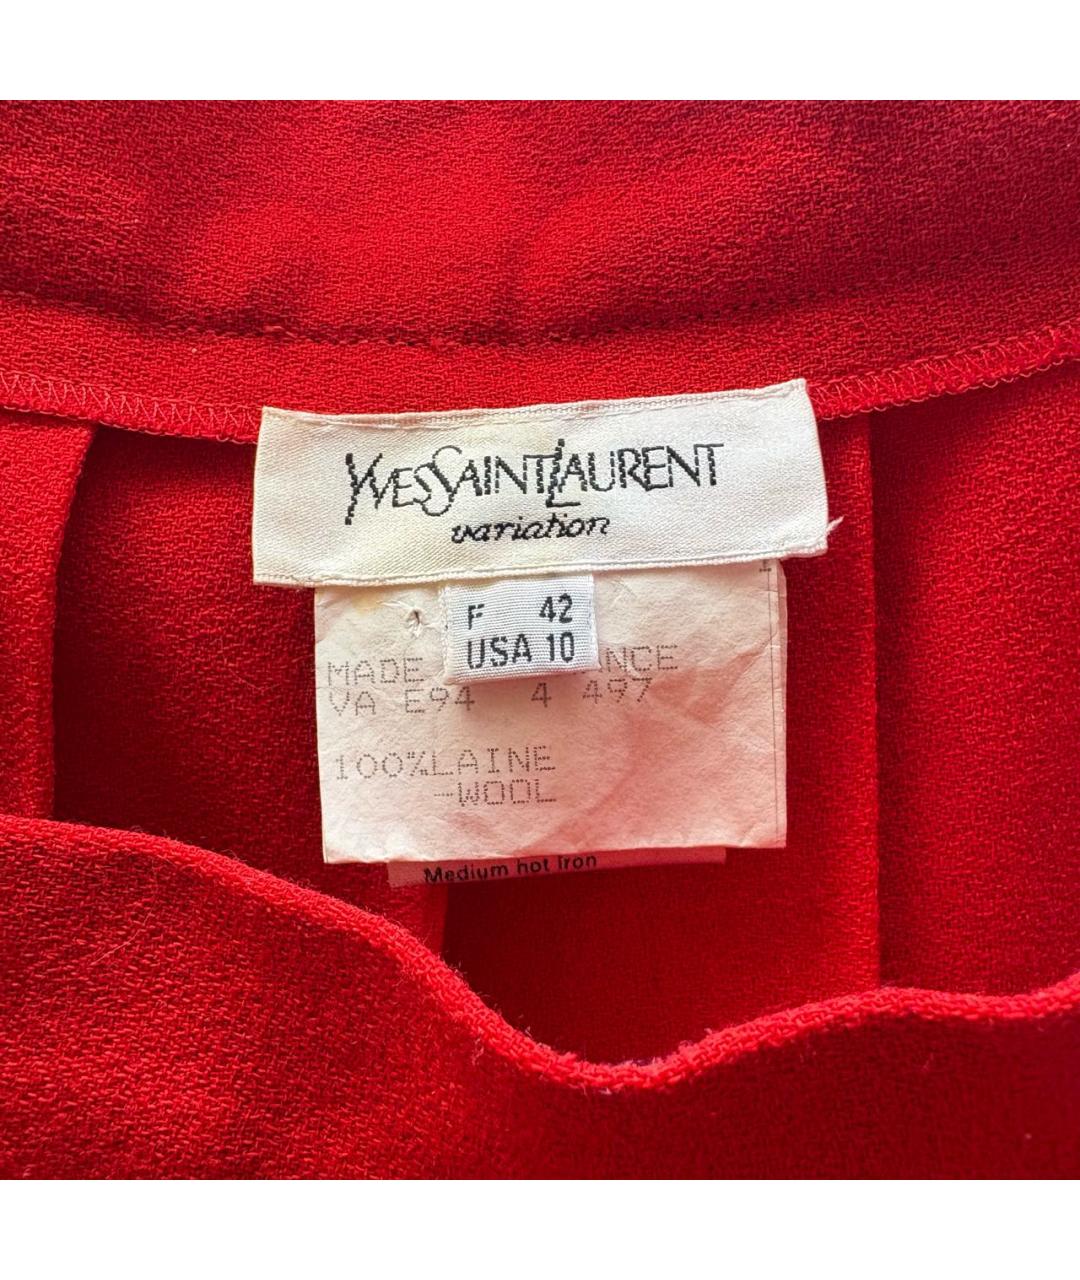 YVESSAINTLAURENT
variation
F 42
USA 10
MADE NCE
VA E94 4 497
100%LAINE
-WOOL
Medium hot iron